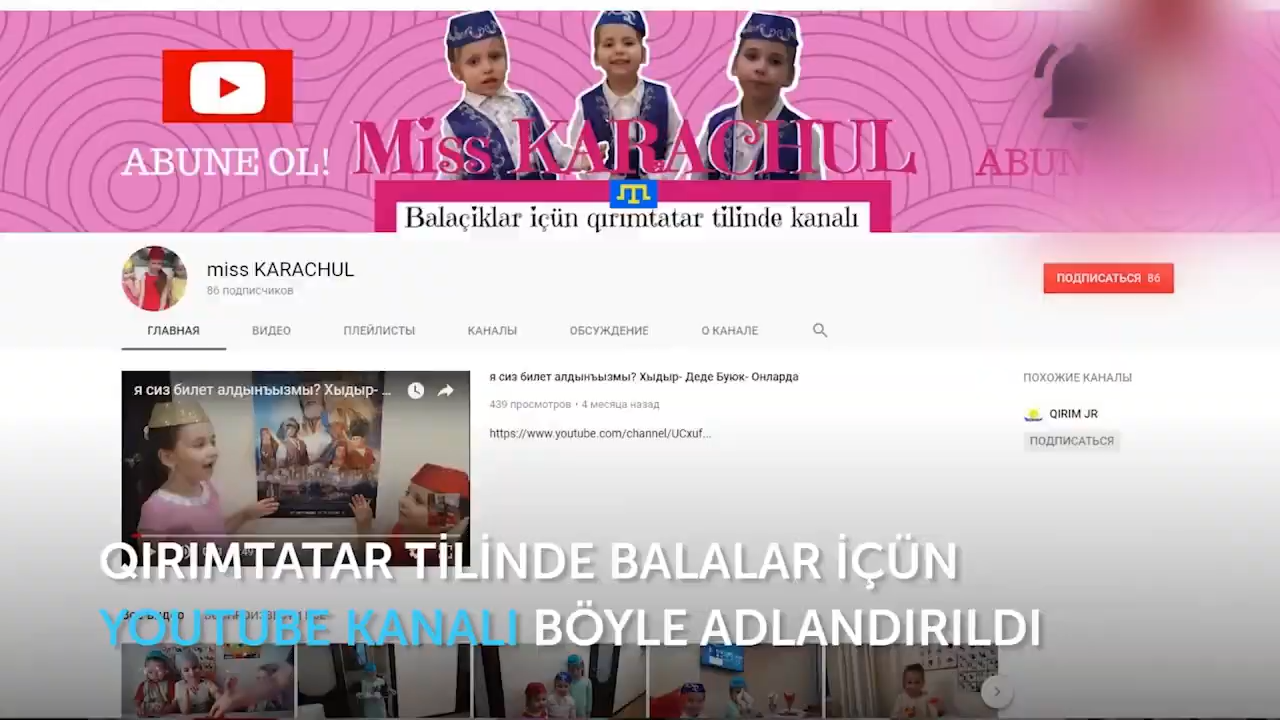 ABUNE OL!
Miss KARACHUL
ABUN
Balaçiklar içün qırımtatar tilinde kanalı
miss KARACHUL
86 подписчиков
ПОДПИСАТЬСЯ 86
ГЛАВНАЯ ВИДЕО ПЛЕЙЛИСТЫ КАНАЛЫ ОБСУЖДЕНИЕ О КАНАЛЕ
я сиз билет алдынъызмы? Хыдыр- ...
я сиз билет алдынъызмы? Хыдыр- Деде Буюк- Онларда
439 просмотров • 4 месяца назад
https://www.youtube.com/channel/UCxuf...
ПОХОЖИЕ КАНАЛЫ
QIRIM JR
ПОДПИСАТЬСЯ
QIRIMTATAR TİLİNDE BALALAR İÇÜN
YOUTUBE KANALI BÖYLE ADLANDIRILDI